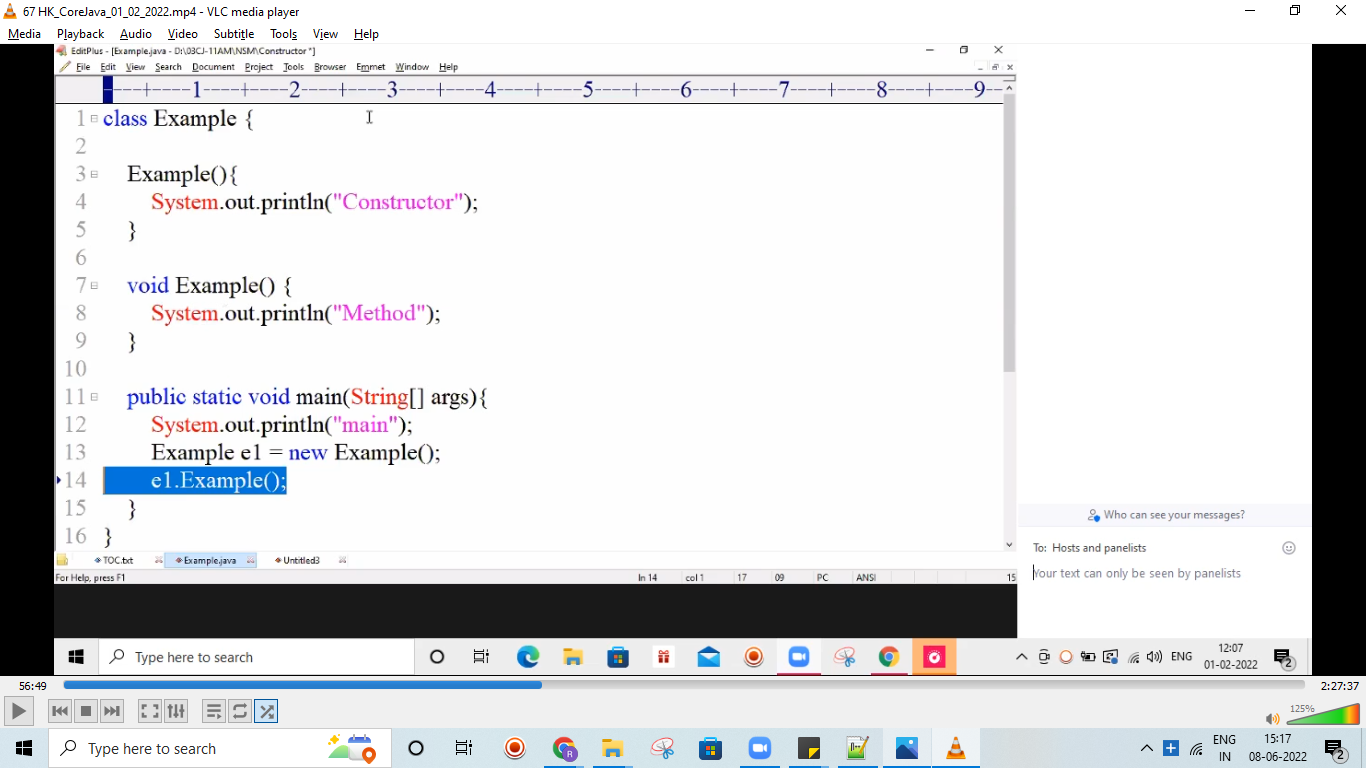 67 HK_CoreJava_01_02_2022.mp4 - VLC media player
Media Playback Audio Video Subtitle Tools View Help
EditPlus - [Example.java - D:\03CJ-11AM\NSM\Constructor *]
File Edit View Search Document Project Tools Browser Emmet Window Help
----+----1----+----2----+----3----+----4----+----5----+----6----+----7----+----8----+----9--
1 class Example {
2
3 Example(){
4 System.out.println("Constructor");
5 }
6
7 void Example() {
8 System.out.println("Method");
9 }
10
11 public static void main(String[] args){
12 System.out.println("main");
13 Example e1 = new Example();
14 e1.Example();
15 }
16 }
Who can see your messages?
To: Hosts and panelists
Your text can only be seen by panelists
TOC.txt Example.java Untitled3
For Help, press F1 ln 14 col 1 17 09 PC ANSI 15
Type here to search ENG 12:07
01-02-2022 2
56:49 2:27:37
125%
Type here to search ENG 15:17
IN 08-06-2022 2